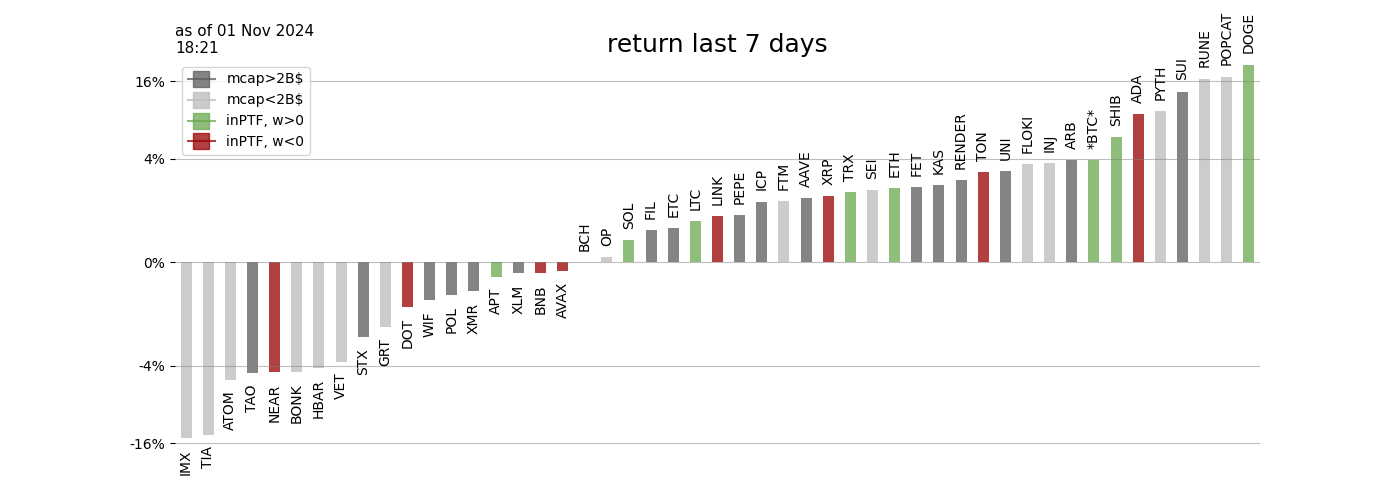 as of 01 Nov 2024
18:21
return last 7 days
mcap>2B$
mcap<2B$
inPTF, w>0
inPTF, w<0
16%
4%
0%
-4%
-16%
IMX
TIA
ATOM
TAO
NEAR
BONK
HBAR
VET
STX
GRT
DOT
WIF
POL
XMR
APT
XLM
BNB
AVAX
BCH
OP
SOL
FIL
ETC
LTC
LINK
PEPE
ICP
FTM
AAVE
XRP
TRX
SEI
ETH
FET
KAS
RENDER
TON
UNI
FLOKI
INJ
ARB
*BTC*
SHIB
ADA
PYTH
SUI
RUNE
POPCAT
DOGE